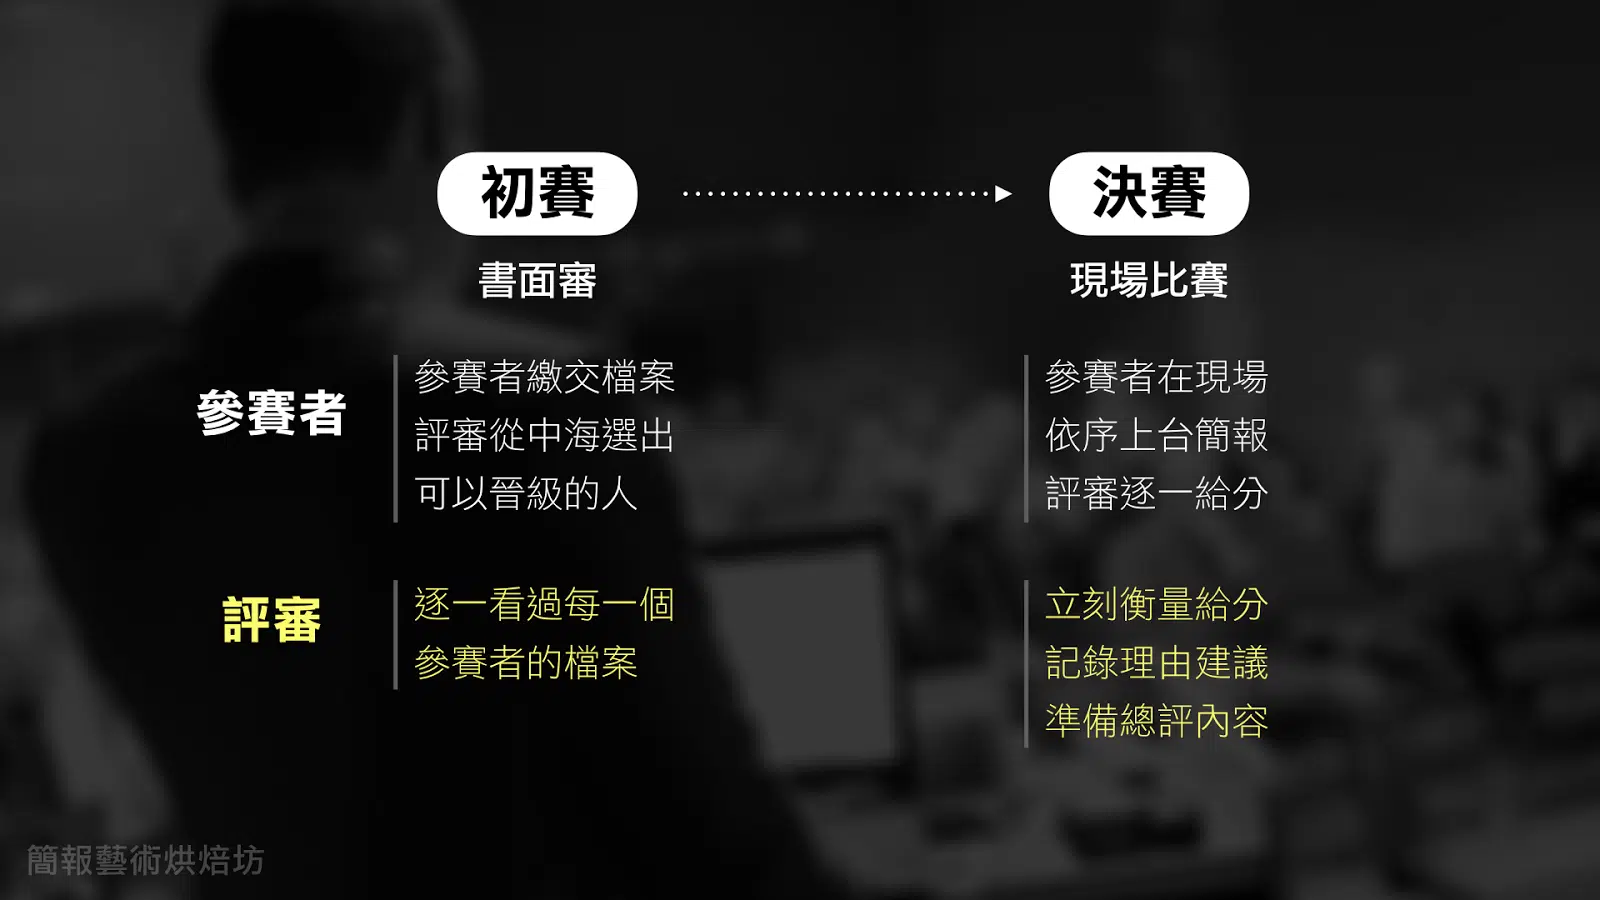 初賽
決賽
書面審
現場比賽
參賽者
參賽者繳交檔案
評審從中海選出
可以晉級的人
參賽者在現場
依序上台簡報
評審逐一給分
評審
逐一看過每一個
參賽者的檔案
立刻衡量給分
記錄理由建議
準備總評內容
簡報藝術烘焙坊